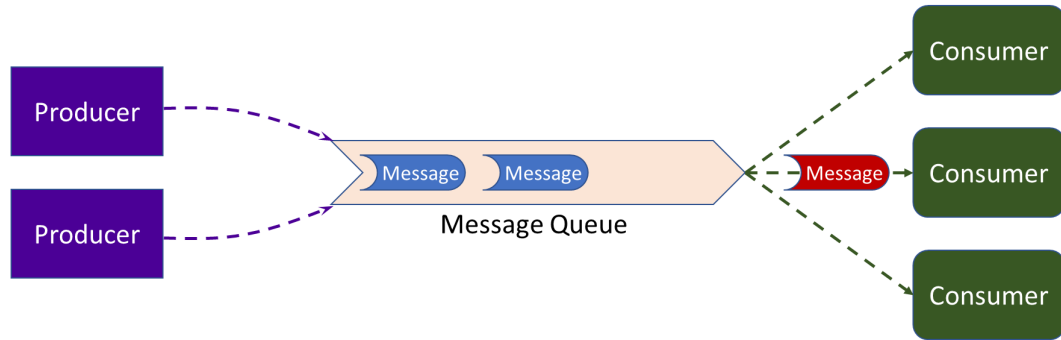 Producer
Producer
Message
Message
Message Queue
Message
Consumer
Consumer
Consumer